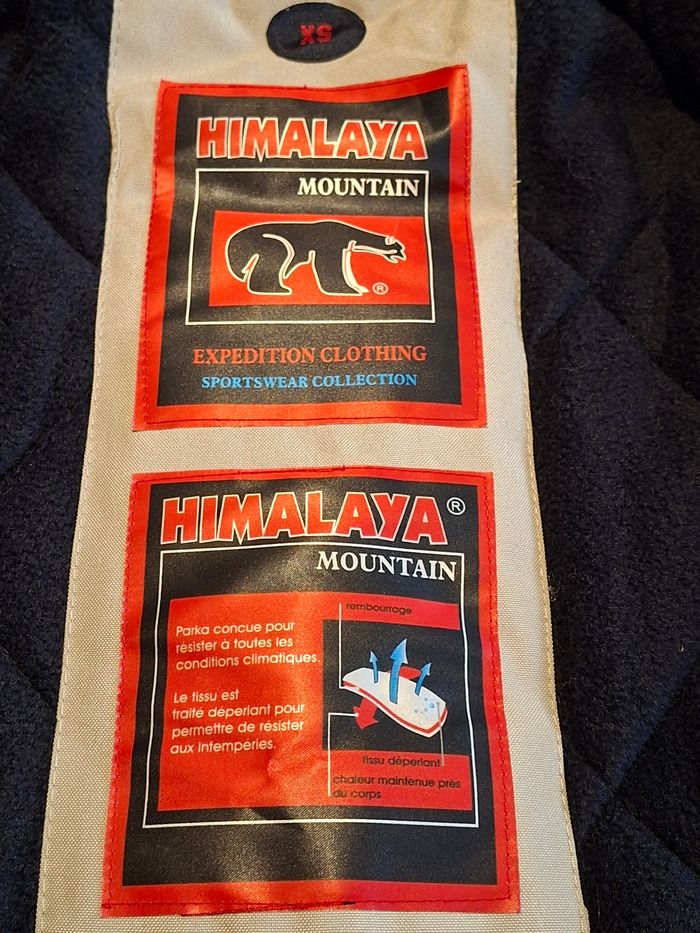 XS
HIMALAYA
MOUNTAIN
®
EXPEDITION CLOTHING
SPORTSWEAR COLLECTION
HIMALAYA®
MOUNTAIN
rembourrage
Parka concue pour
résister à toutes les
conditions climatiques.
Le tissu est
traité déperlant pour
permettre de résister
aux intempéries.
tissu déperlant
chaleur maintenue près
du corps